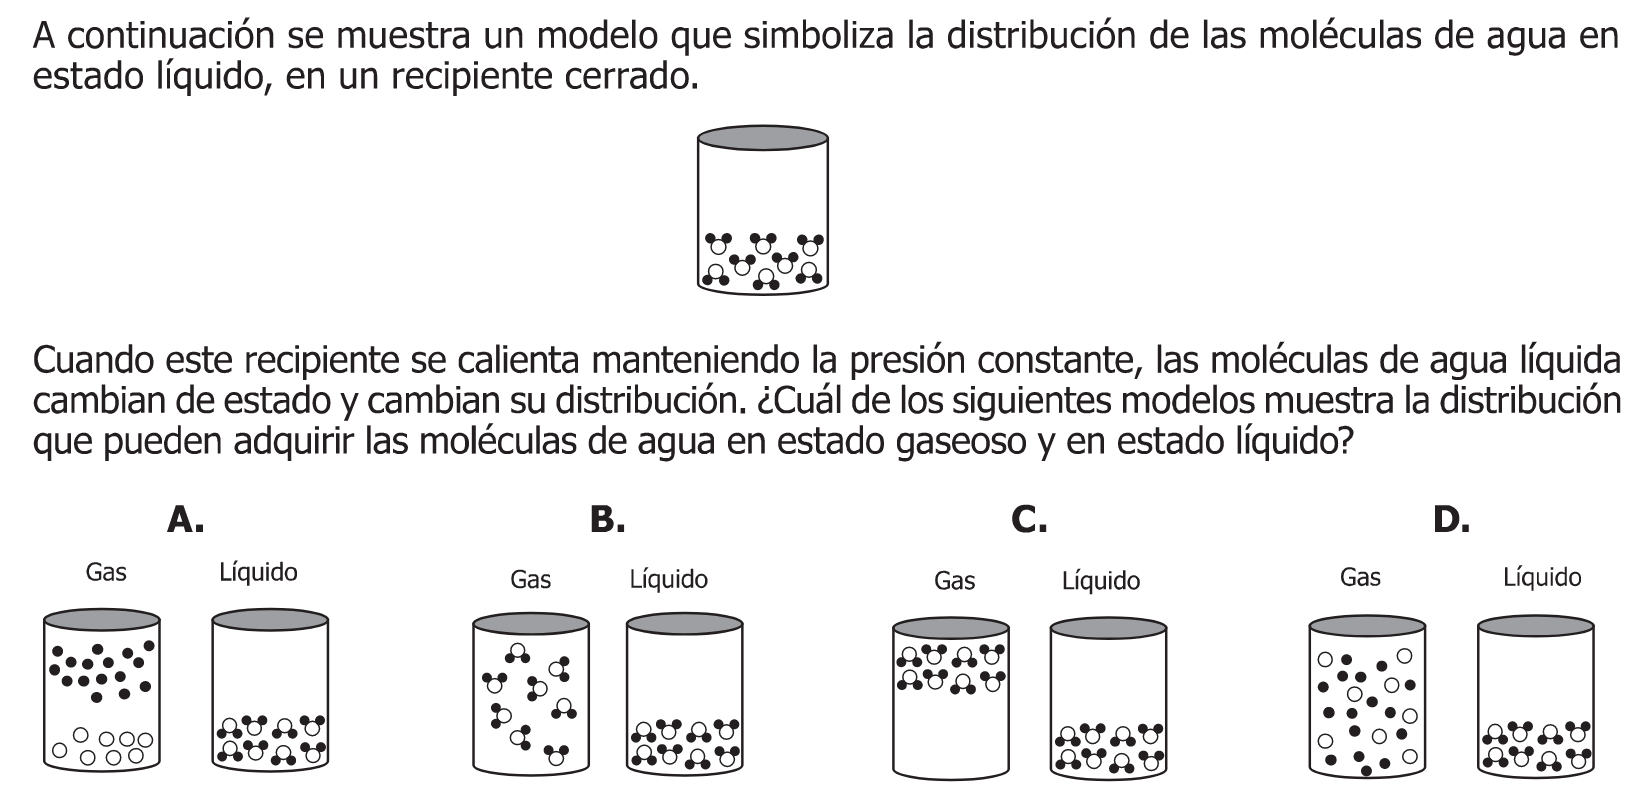 A continuación se muestra un modelo que simboliza la distribución de las moléculas de agua en
estado líquido, en un recipiente cerrado.
Cuando este recipiente se calienta manteniendo la presión constante, las moléculas de agua líquida
cambian de estado y cambian su distribución. ¿Cuál de los siguientes modelos muestra la distribución
que pueden adquirir las moléculas de agua en estado gaseoso y en estado líquido?
A.
Gas Líquido
B.
Gas Líquido
C.
Gas Líquido
D.
Gas Líquido